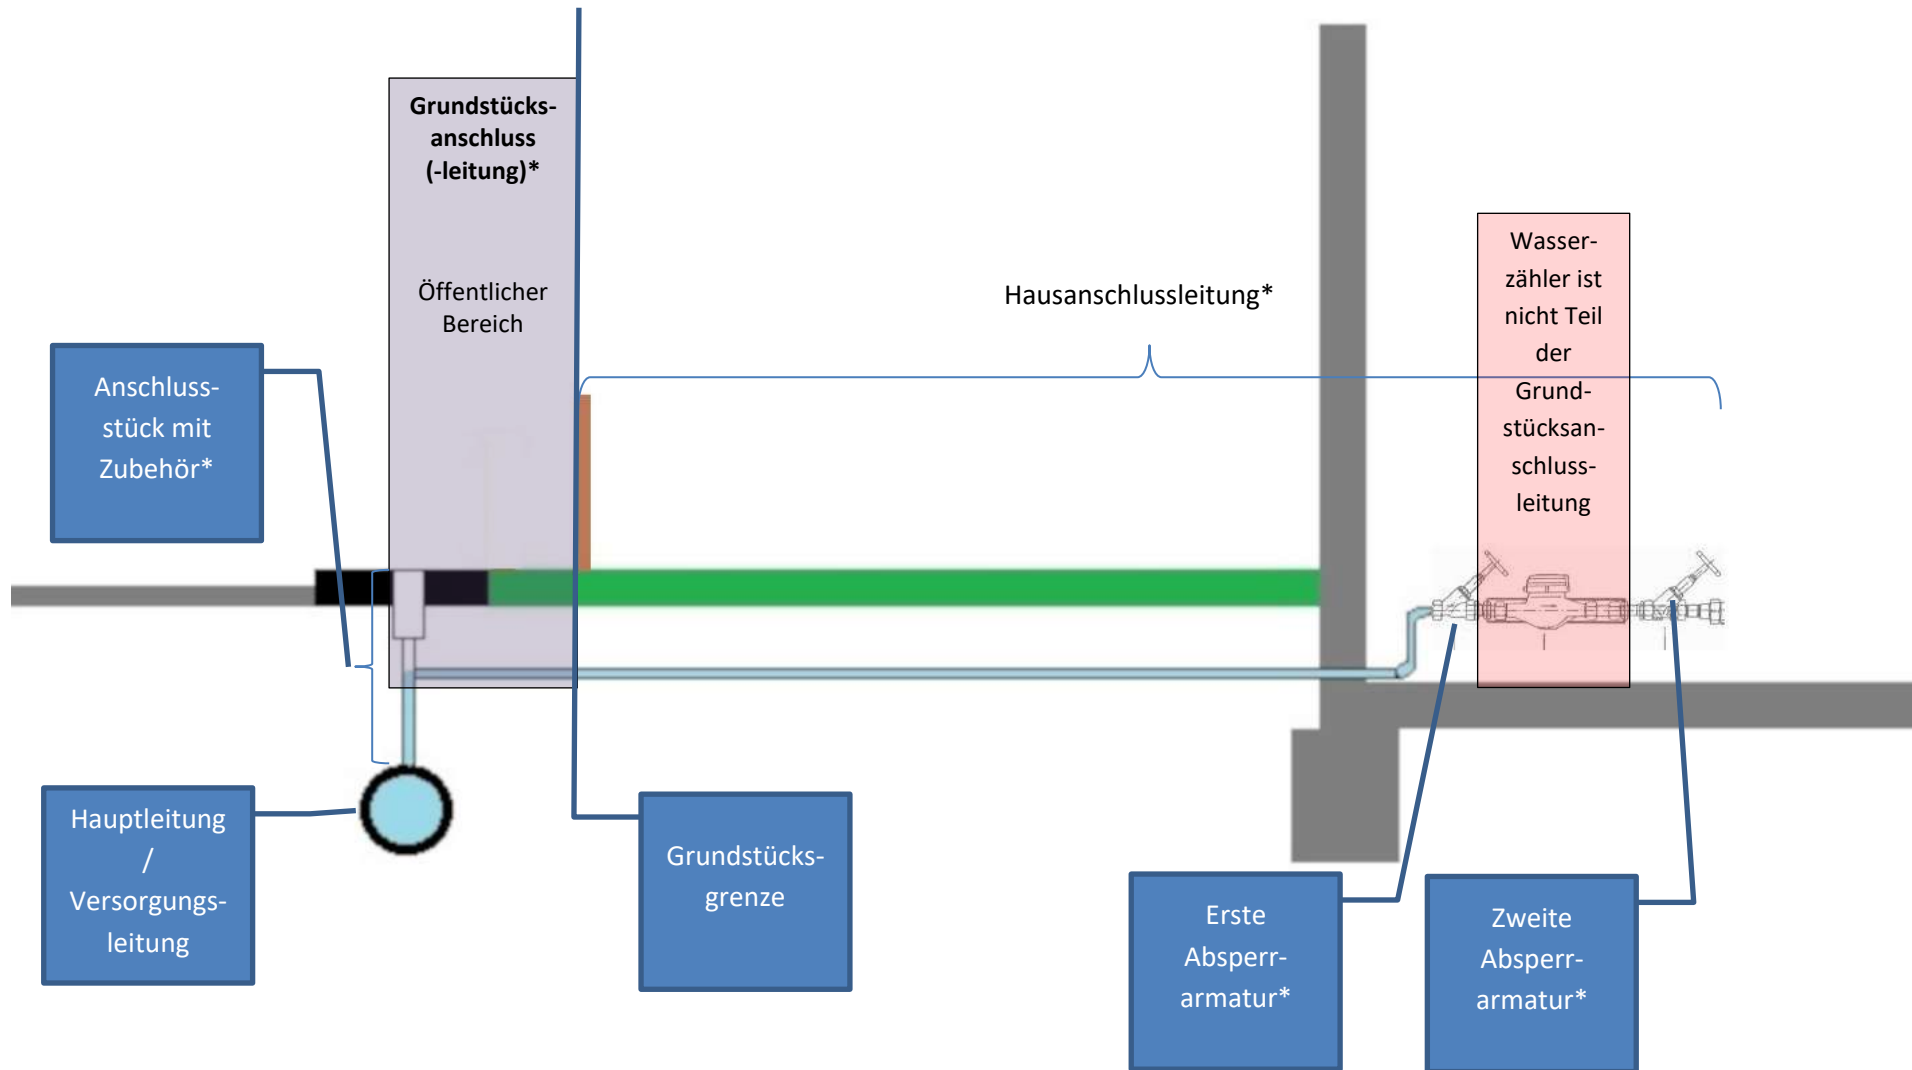 Grundstücks-
anschluss
(-leitung)*
Öffentlicher
Bereich
Hausanschlussleitung*
Wasser-
zähler ist
nicht Teil
der
Grund-
stücksan-
schluss-
leitung
Anschluss-
stück mit
Zubehör*
Hauptleitung
/
Versorgungs-
leitung
Grundstücks-
grenze
Erste
Absperr-
armatur*
Zweite
Absperr-
armatur*